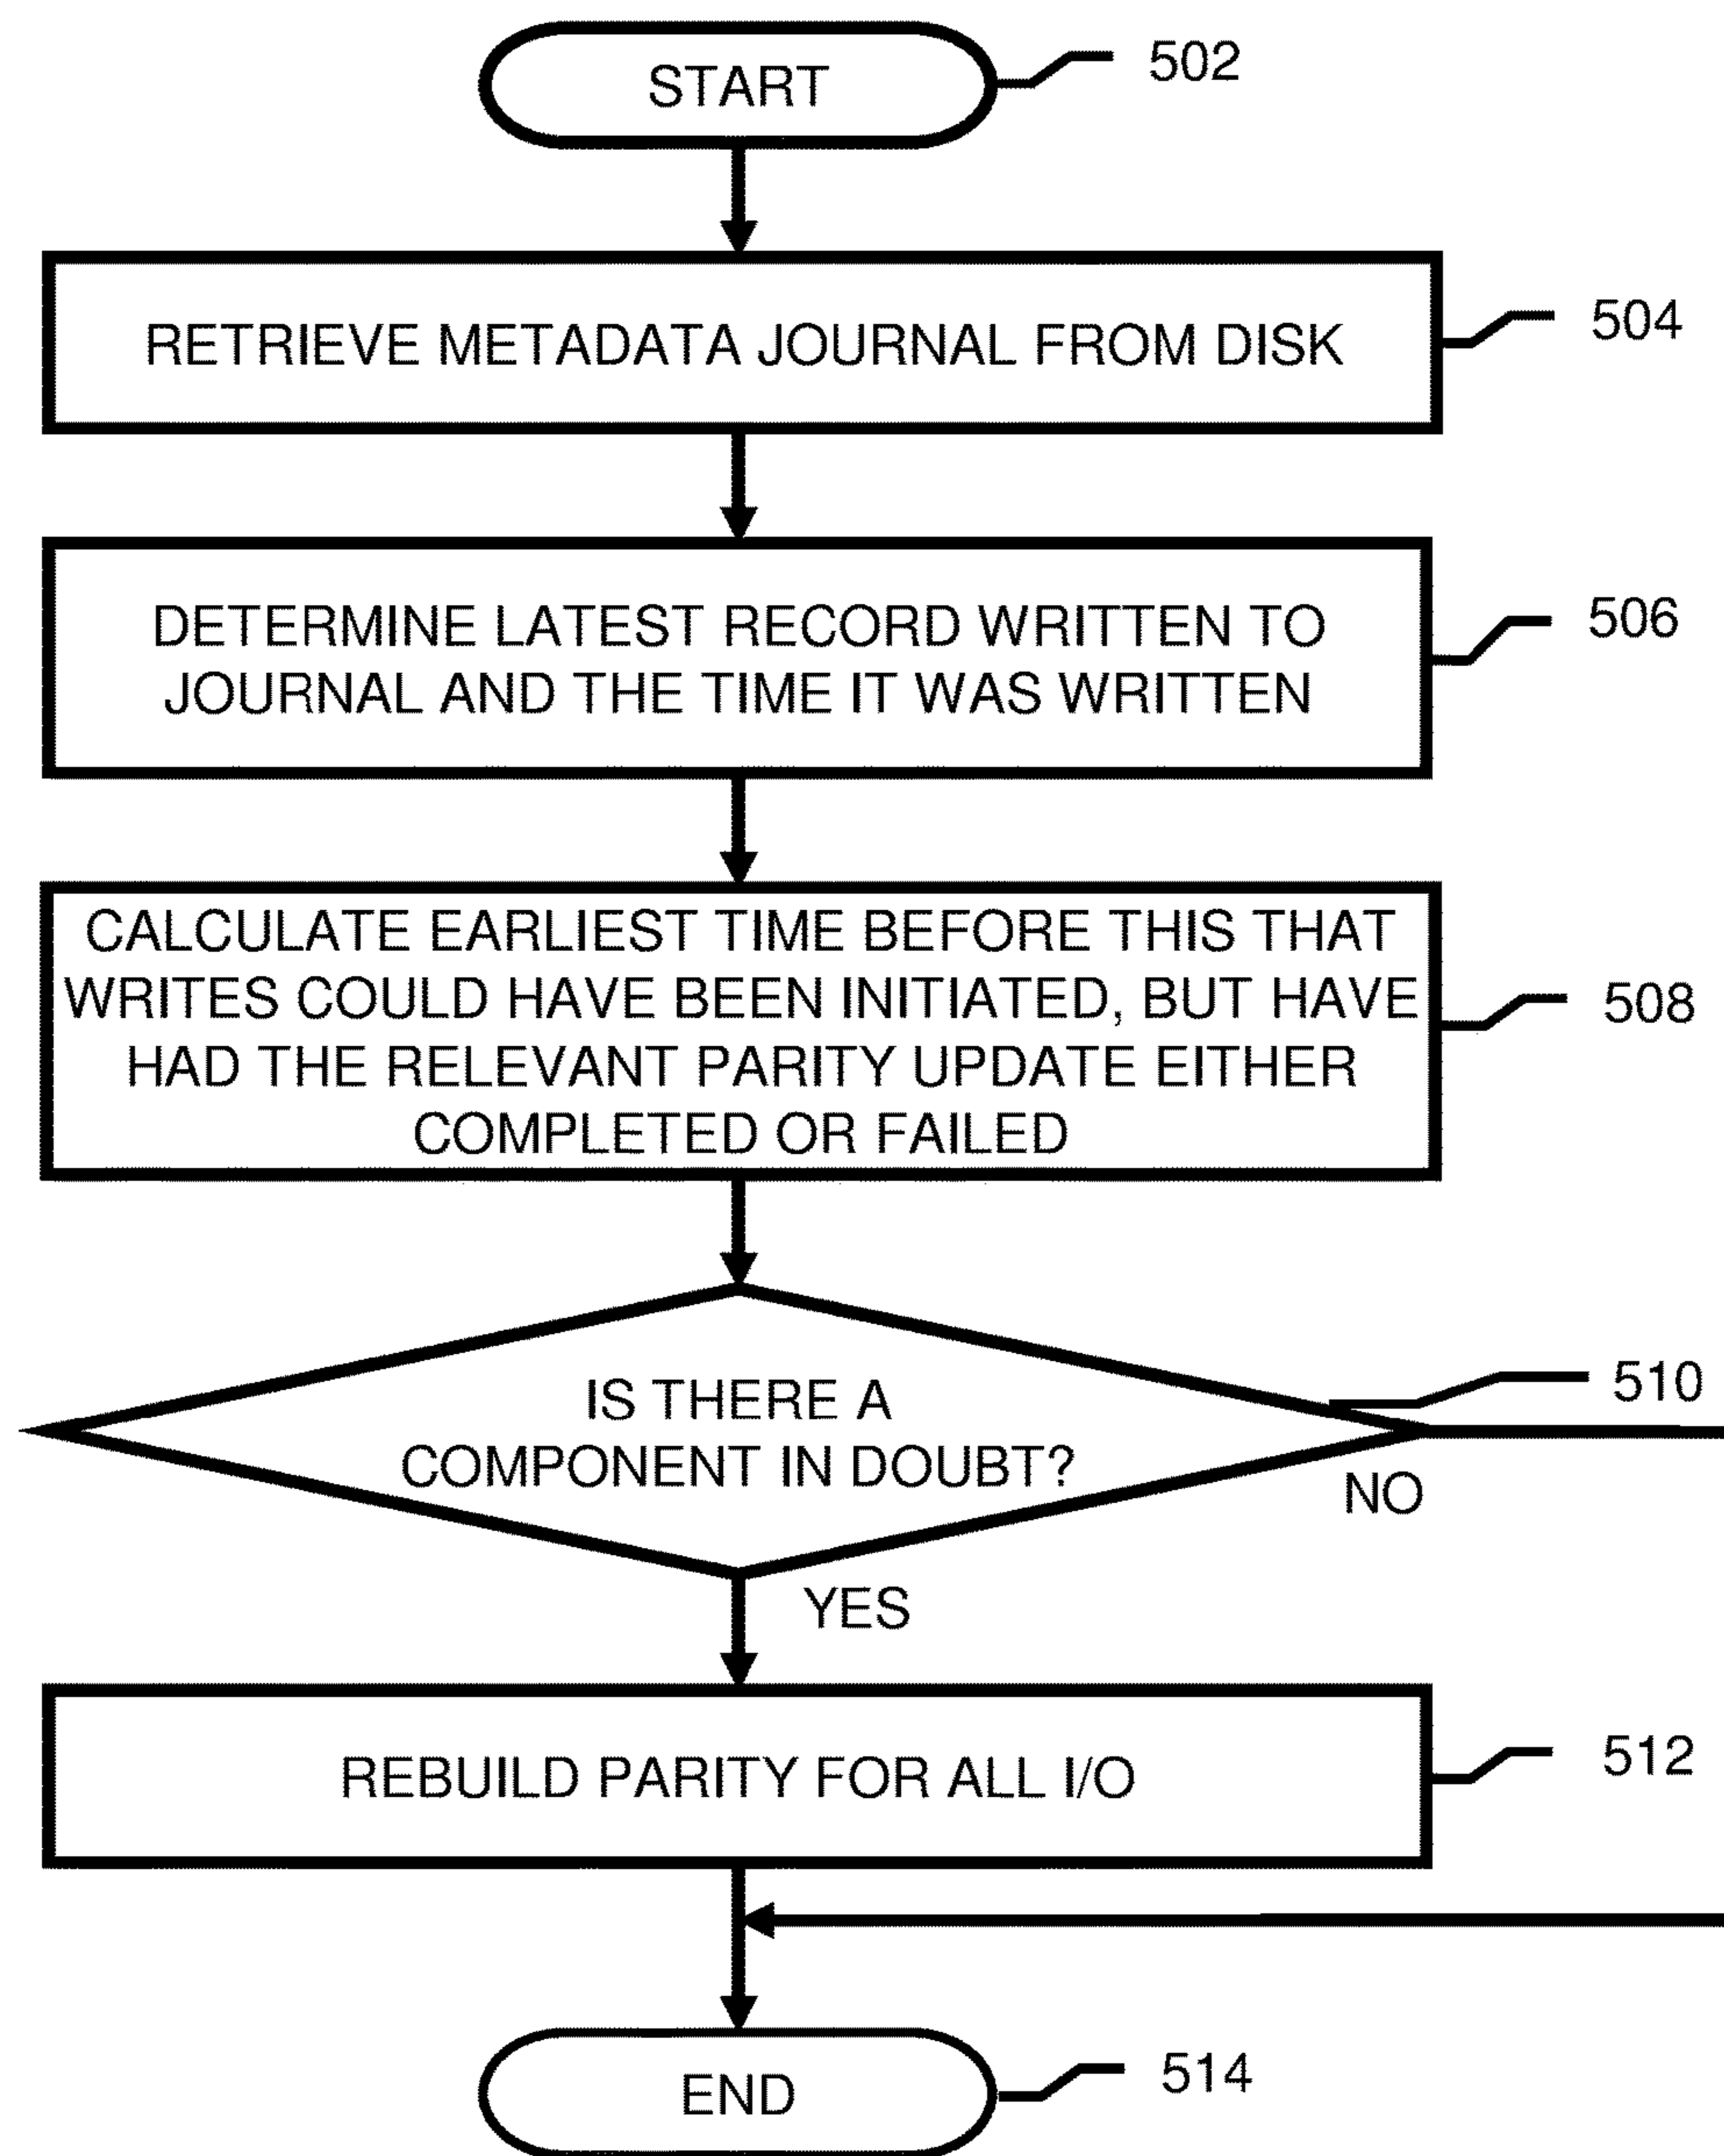 START
502
RETRIEVE METADATA JOURNAL FROM DISK
504
DETERMINE LATEST RECORD WRITTEN TO
JOURNAL AND THE TIME IT WAS WRITTEN
506
CALCULATE EARLIEST TIME BEFORE THIS THAT
WRITES COULD HAVE BEEN INITIATED, BUT HAVE
HAD THE RELEVANT PARITY UPDATE EITHER
COMPLETED OR FAILED
508
IS THERE A
COMPONENT IN DOUBT?
510
NO
YES
REBUILD PARITY FOR ALL I/O
512
END
514